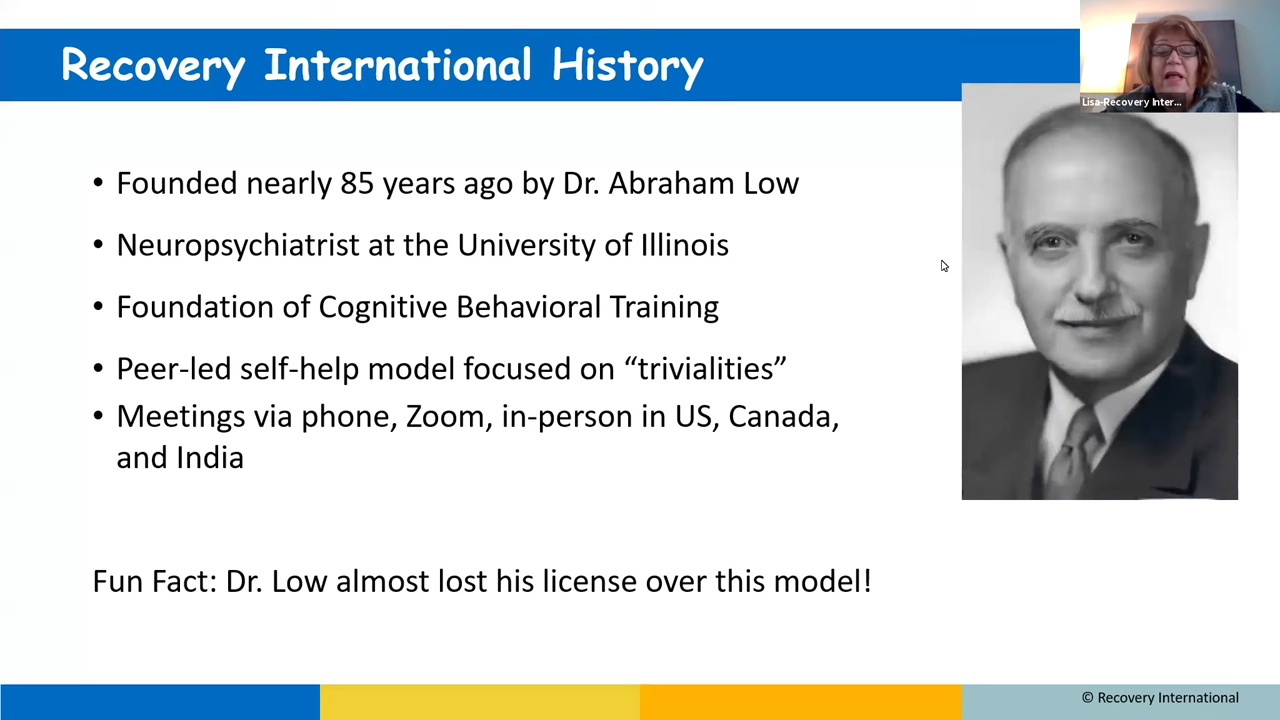 Recovery International History
Lisa-Recovery Inter...
• Founded nearly 85 years ago by Dr. Abraham Low
• Neuropsychiatrist at the University of Illinois
• Foundation of Cognitive Behavioral Training
• Peer-led self-help model focused on “trivialities”
• Meetings via phone, Zoom, in-person in US, Canada,
and India
Fun Fact: Dr. Low almost lost his license over this model!
© Recovery International